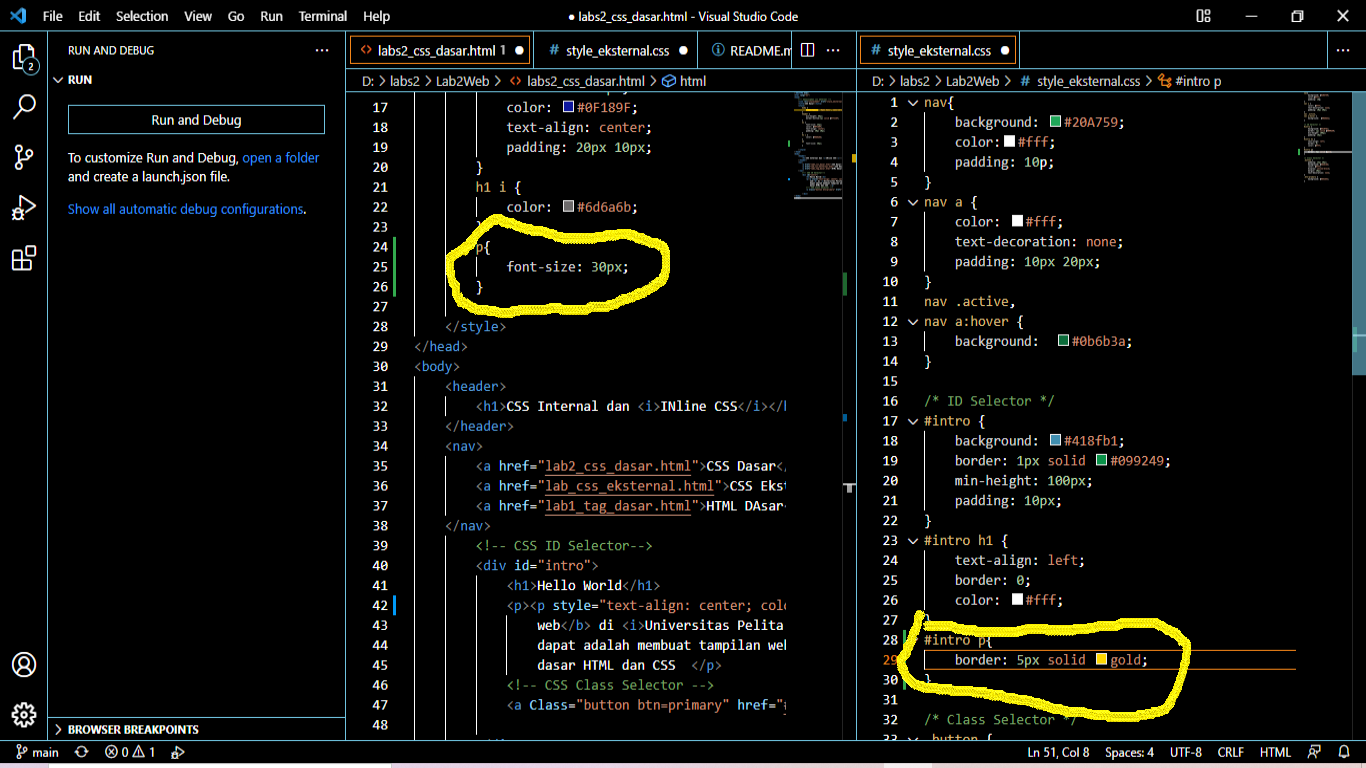 File Edit Selection View Go Run Terminal Help
● labs2_css_dasar.html - Visual Studio Code
RUN AND DEBUG ...
RUN
Run and Debug
To customize Run and Debug, open a folder
and create a launch.json file.
Show all automatic debug configurations.
BROWSER BREAKPOINTS
<> labs2_css_dasar.html 1 ● # style_eksternal.css ● README.m ...
D: > labs2 > Lab2Web > <> labs2_css_dasar.html > html
17 color: #0F189F;
18 text-align: center;
19 padding: 20px 10px;
20 }
21 h1 i {
22 color: #6d6a6b;
23 }
24 p{
25 font-size: 30px;
26 }
27
28 </style>
29 </head>
30 <body>
31 <header>
32 <h1>CSS Internal dan <i>INline CSS</i></h
33 </header>
34 <nav>
35 <a href="lab2_css_dasar.html">CSS Dasar</
36 <a href="lab_css_eksternal.html">CSS Ekst
37 <a href="lab1_tag_dasar.html">HTML DAsar<
38 </nav>
39 <!-- CSS ID Selector-->
40 <div id="intro">
41 <h1>Hello World</h1>
42 <p><p style="text-align: center; colo
43 web</b> di <i>Universitas Pelita
44 dapat adalah membuat tampilan web
45 dasar HTML dan CSS </p>
46 <!-- CSS Class Selector -->
47 <a Class="button btn=primary" href="#
48
# style_eksternal.css ● ...
D: > labs2 > Lab2Web > # style_eksternal.css > #intro p
1 nav{
2 background: #20A759;
3 color: #fff;
4 padding: 10p;
5 }
6 nav a {
7 color: #fff;
8 text-decoration: none;
9 padding: 10px 20px;
10 }
11 nav .active,
12 nav a:hover {
13 background: #0b6b3a;
14 }
15
16 /* ID Selector */
17 #intro {
18 background: #418fb1;
19 border: 1px solid #099249;
20 min-height: 100px;
21 padding: 10px;
22 }
23 #intro h1 {
24 text-align: left;
25 border: 0;
26 color: #fff;
27 }
28 #intro p{
29 border: 5px solid gold;
30 }
31
32 /* Class Selector */
33 .button {
main 0 1 Ln 51, Col 8 Spaces: 4 UTF-8 CRLF HTML